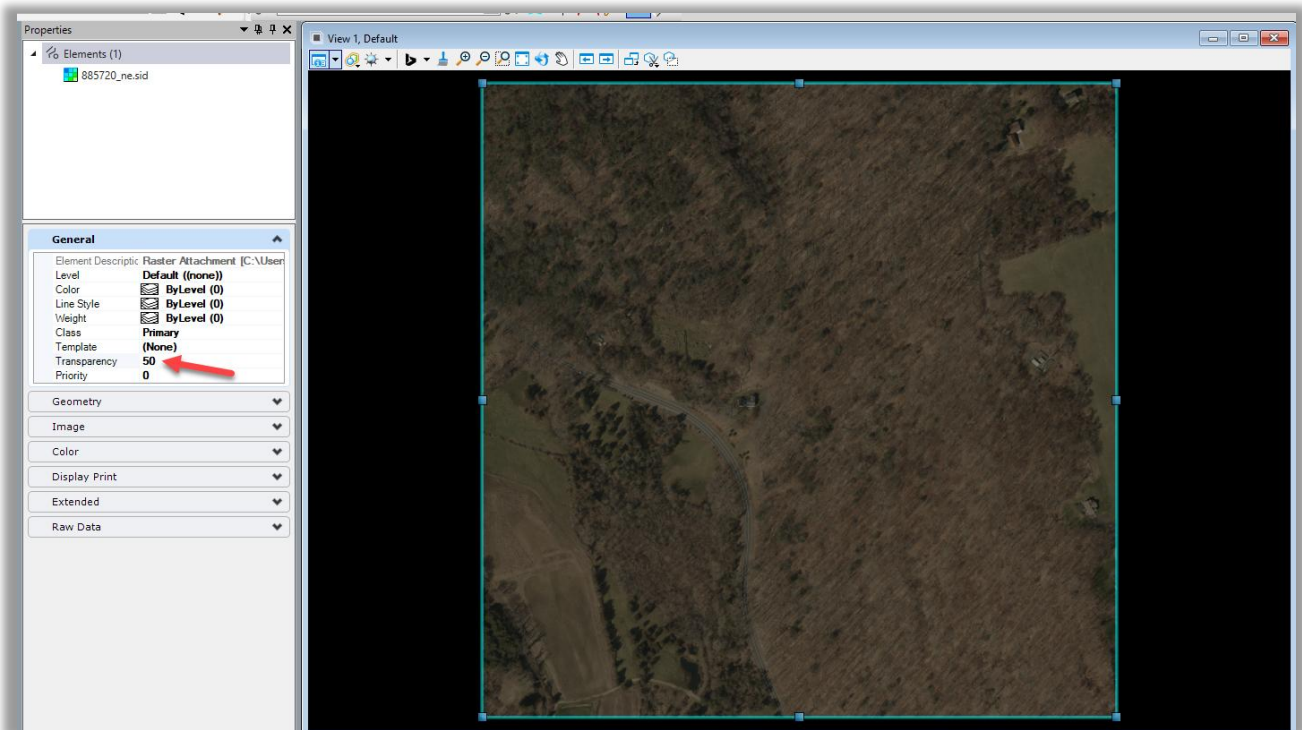 Properties
Elements (1)
885720_ne.sid
General
Element Descriptic Raster Attachment [C:\User
Level Default ((none))
Color ByLevel (0)
Line Style ByLevel (0)
Weight ByLevel (0)
Class Primary
Template (None)
Transparency 50
Priority 0
Geometry
Image
Color
Display Print
Extended
Raw Data
View 1, Default